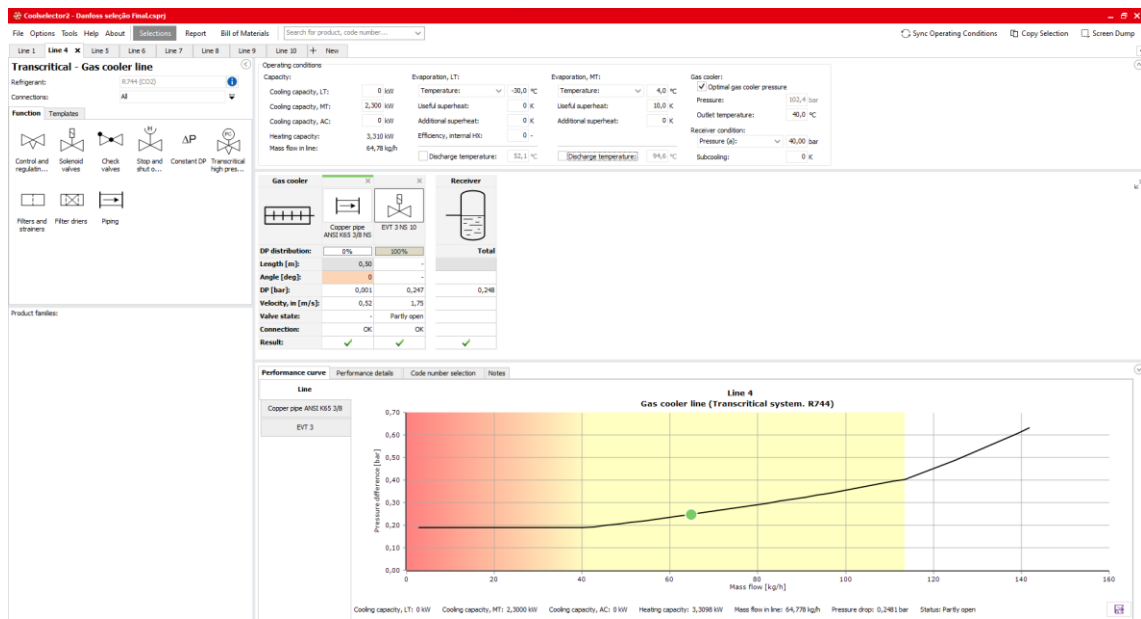 Coolselector2 - Danfoss seleção Final.csprj
File Options Tools Help About Selections Report Bill of Materials Search for product, code number... Sync Operating Conditions Copy Selection Screen Dump
Line 1 Line 4 Line 5 Line 6 Line 7 Line 8 Line 9 Line 10 + New
Transcritical - Gas cooler line
Refrigerant: R744 (CO2)
Connections: All
Function Templates
Control and regulatin... Solenoid valves Check valves Stop and shut o... Constant DP Transcritical high pres...
ΔP
Filters and strainers Filter driers Piping
Product families:
Operating conditions
Capacity: Evaporation, LT: Evaporation, MT: Gas cooler:
Optimal gas cooler pressure
Cooling capacity, LT: 0 kW Temperature: -30,0 °C Temperature: 4,0 °C Pressure: 102,4 bar
Cooling capacity, MT: 2,300 kW Useful superheat: 0 K Useful superheat: 10,0 K Outlet temperature: 40,0 °C
Cooling capacity, AC: 0 kW Additional superheat: 0 K Additional superheat: 0 K
Receiver condition:
Heating capacity: 3,310 kW Efficiency, internal HX: 0 - Pressure (a): 40,00 bar
Mass flow in line: 64,78 kg/h Discharge temperature: 52,1 °C Discharge temperature: 94,6 °C Subcooling: 0 K
Gas cooler Receiver
Copper pipe ANSI K65 3/8 NS EVT 3 NS 10
DP distribution: 0% 100% Total
Length [m]: 0,50 -
Angle [deg]: 0 -
DP [bar]: 0,001 0,247 0,248
Velocity, in [m/s]: 0,52 1,75
Valve state: - Partly open
Connection: OK OK
Result:
Performance curve Performance details Code number selection Notes
Line
Copper pipe ANSI K65 3/8
EVT 3
Line 4
Gas cooler line (Transcritical system. R744)
Pressure difference [bar]
0,70
0,60
0,50
0,40
0,30
0,20
0,10
0,00
0 20 40 60 80 100 120 140 160
Mass flow [kg/h]
Cooling capacity, LT: 0 kW Cooling capacity, MT: 2,3000 kW Cooling capacity, AC: 0 kW Heating capacity: 3,3098 kW Mass flow in line: 64,778 kg/h Pressure drop: 0,2481 bar Status: Partly open